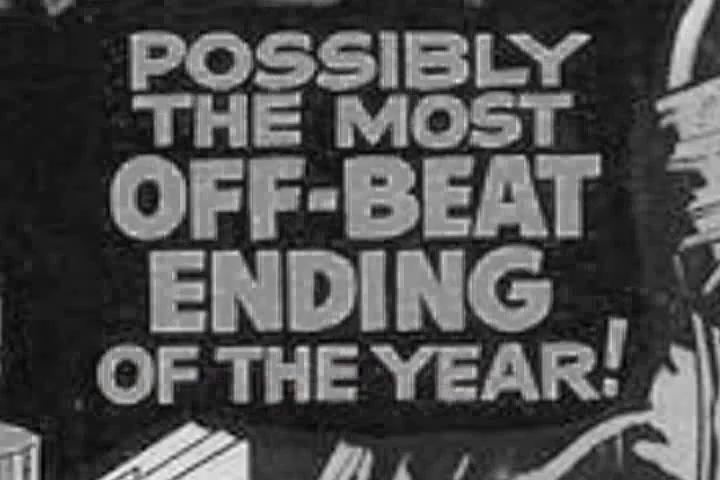 POSSIBLY
THE MOST
OFF-BEAT
ENDING
OF THE YEAR!